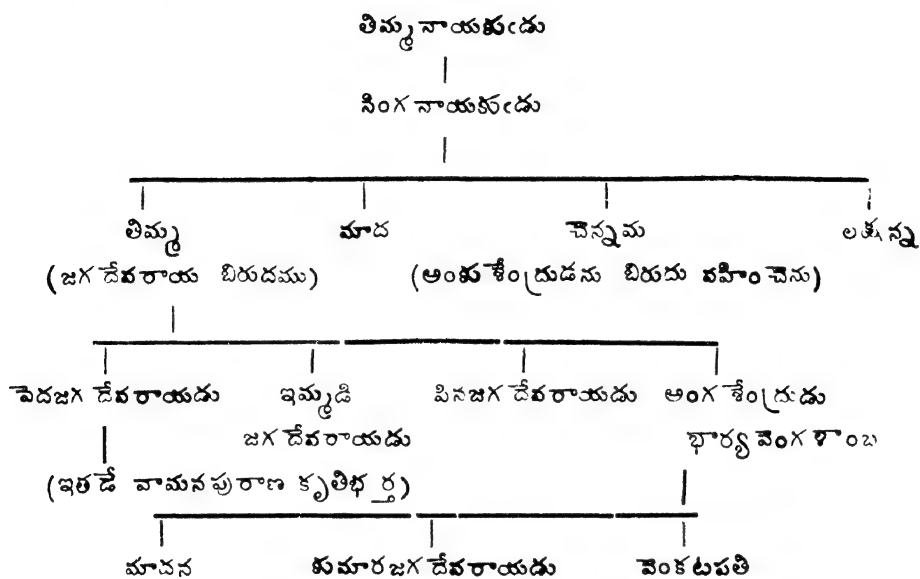 తిమ్మనాయకుఁడు
సింగనాయకుఁడు
తిమ్మ మాద చెన్నమ లక్ష్మన్న
(జగదేవరాయ బిరుదము) (అంకుశేంద్రుడను బిరుదు వహించెను)
పెదజగదేవరాయడు ఇమ్మడి పినజగదేవరాయడు అంగశేంద్రుడు
జగదేవరాయడు భార్య వెంగళాంబ
(ఇతడే వామనపురాణ కృతిభర్త)
మాదన కుమారజగదేవరాయడు వెంకటపతి